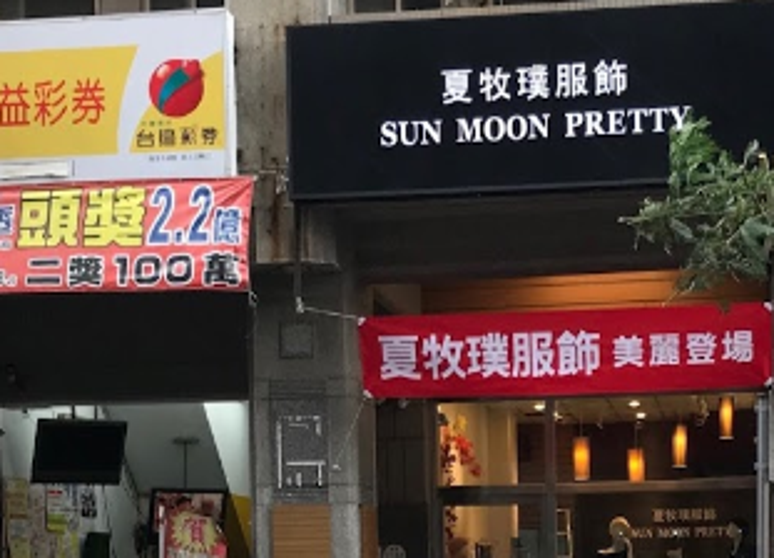 益彩券
台灣彩券
頭獎2.2億
二獎100萬
夏牧璞服飾
SUN MOON PRETTY
夏牧璞服飾 美麗登場
夏牧璞服飾
SUN MOON PRETTY
賀